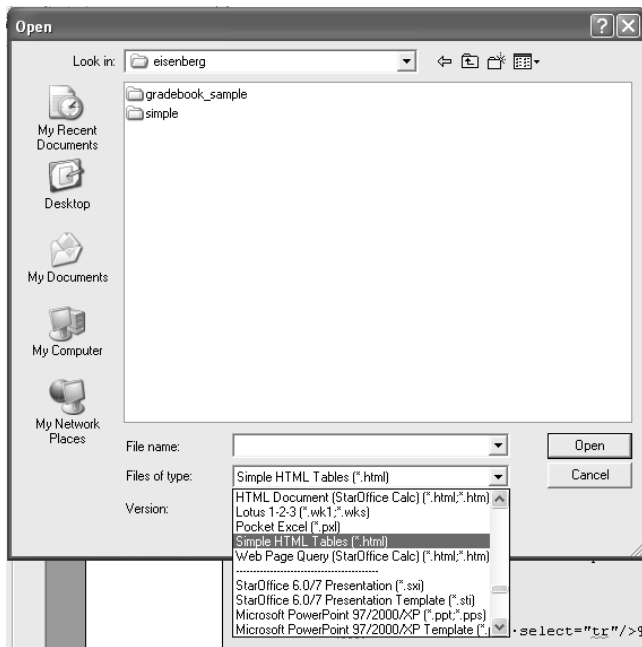 Open
Look in: eisenberg
gradebook_sample
simple
My Recent
Documents
Desktop
My Documents
My Computer
My Network
Places
File name:
Open
Files of type: Simple HTML Tables (*.html)
Cancel
Version:
HTML Document (StarOffice Calc) (*.html;*.htm)
Lotus 1-2-3 (*.wk1;*.wks)
Pocket Excel (*.pxl)
Simple HTML Tables (*.html)
Web Page Query (StarOffice Calc) (*.html;*.htm)
----------------------------------------
StarOffice 6.0/7 Presentation (*.sxi)
StarOffice 6.0/7 Presentation Template (*.sti)
Microsoft PowerPoint 97/2000/XP (*.ppt;*.pps)
Microsoft PowerPoint 97/2000/XP Template (*.
select="tr"/>